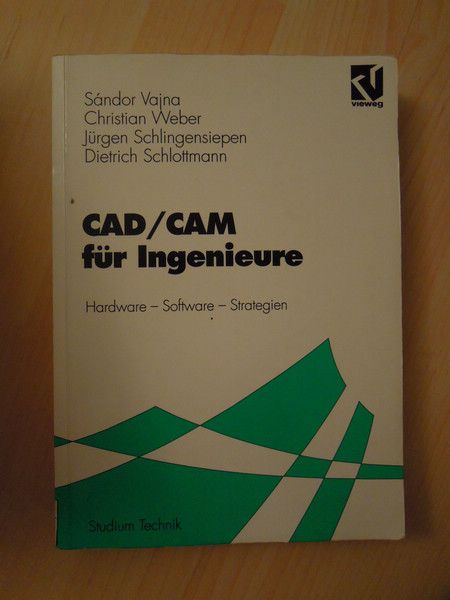 vieweg
Sándor Vajna
Christian Weber
Jürgen Schlingensiepen
Dietrich Schlottmann
CAD/CAM
für Ingenieure
Hardware – Software – Strategien
Studium Technik